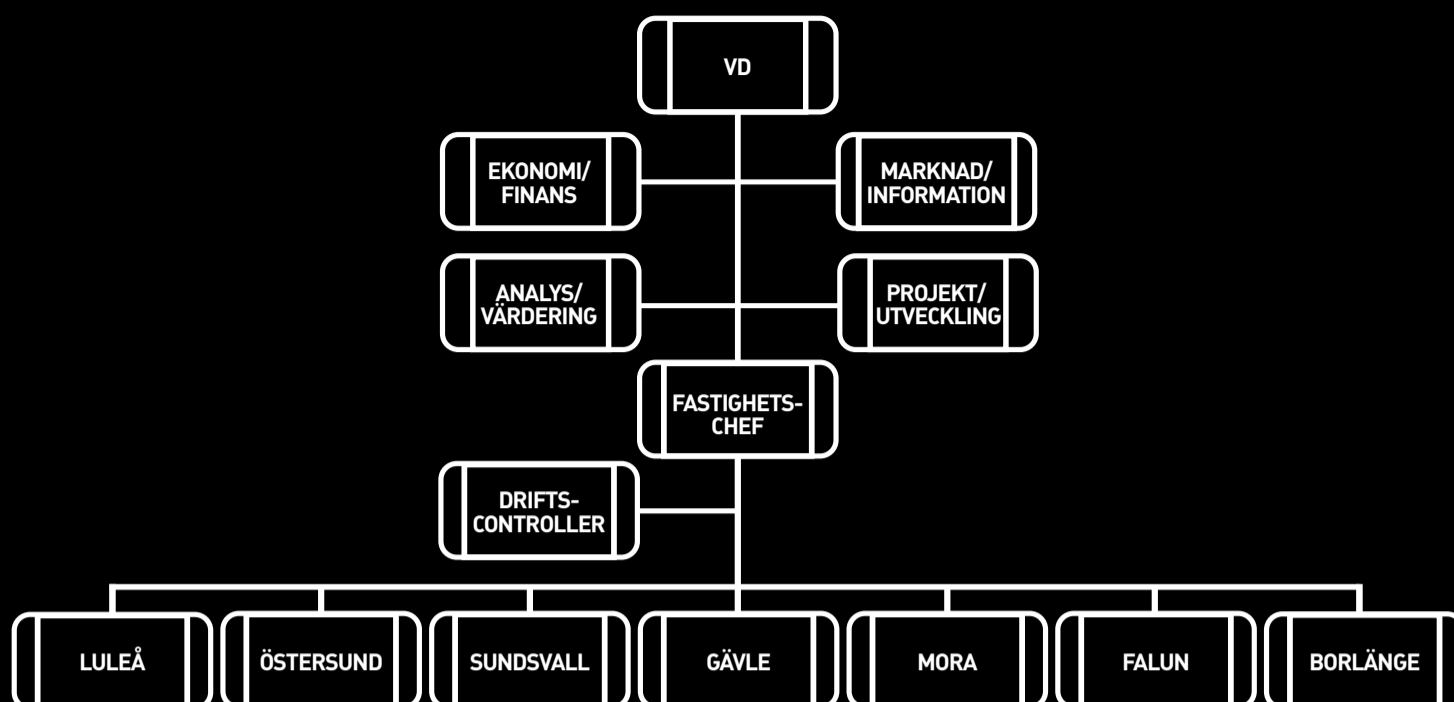 VD
EKONOMI/
FINANS
MARKNAD/
INFORMATION
ANALYS/
VÄRDERING
PROJEKT/
UTVECKLING
FASTIGHETS-
CHEF
DRIFTS-
CONTROLLER
LULEÅ
ÖSTERSUND
SUNDSVALL
GÄVLE
MORA
FALUN
BORLÄNGE